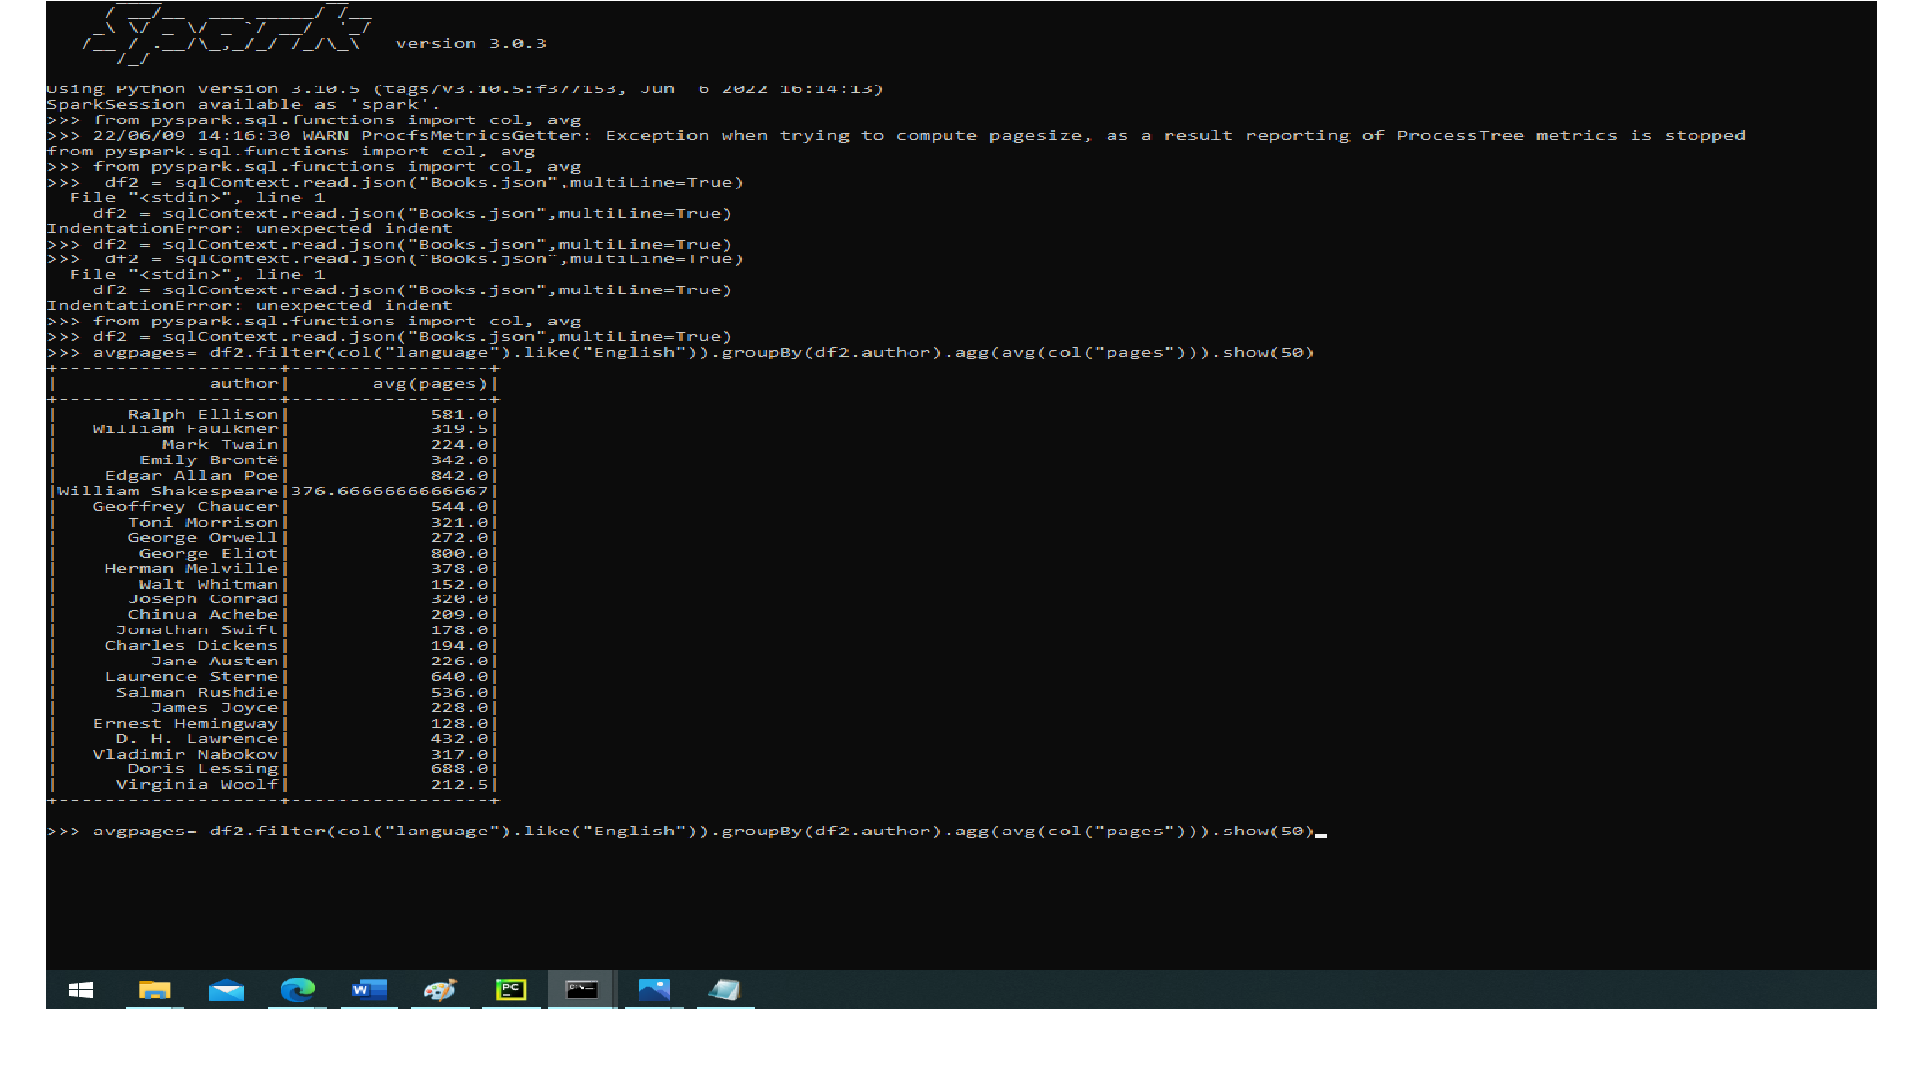 version 3.0.3
Using Python version 3.10.5 (tags/v3.10.5:f377153, Jun  6 2022 16:14:13)
SparkSession available as 'spark'.
>>> from pyspark.sql.functions import col, avg
>>> 22/06/09 14:16:30 WARN ProcfsMetricsGetter: Exception when trying to compute pagesize, as a result reporting of ProcessTree metrics is stopped
from pyspark.sql.functions import col, avg
>>> from pyspark.sql.functions import col, avg
>>>  df2 = sqlContext.read.json("Books.json",multiLine=True)
  File "<stdin>", line 1
    df2 = sqlContext.read.json("Books.json",multiLine=True)
IndentationError: unexpected indent
>>> df2 = sqlContext.read.json("Books.json",multiLine=True)
>>>  df2 = sqlContext.read.json("Books.json",multiLine=True)
  File "<stdin>", line 1
    df2 = sqlContext.read.json("Books.json",multiLine=True)
IndentationError: unexpected indent
>>> from pyspark.sql.functions import col, avg
>>> df2 = sqlContext.read.json("Books.json",multiLine=True)
>>> avgpages= df2.filter(col("language").like("English")).groupBy(df2.author).agg(avg(col("pages"))).show(50)
+-------------------+-----------------+
|             author|       avg(pages)|
+-------------------+-----------------+
|      Ralph Ellison|            581.0|
|   William Faulkner|            319.5|
|         Mark Twain|            224.0|
|       Emily Brontë|            342.0|
|    Edgar Allan Poe|            842.0|
|William Shakespeare|376.6666666666667|
|   Geoffrey Chaucer|            544.0|
|      Toni Morrison|            321.0|
|      George Orwell|            272.0|
|       George Eliot|            800.0|
|    Herman Melville|            378.0|
|       Walt Whitman|            152.0|
|      Joseph Conrad|            320.0|
|      Chinua Achebe|            209.0|
|     Jonathan Swift|            178.0|
|    Charles Dickens|            194.0|
|        Jane Austen|            226.0|
|    Laurence Sterne|            640.0|
|     Salman Rushdie|            536.0|
|        James Joyce|            228.0|
|   Ernest Hemingway|            128.0|
|     D. H. Lawrence|            432.0|
|   Vladimir Nabokov|            317.0|
|      Doris Lessing|            688.0|
|     Virginia Woolf|            212.5|
+-------------------+-----------------+
>>> avgpages= df2.filter(col("language").like("English")).groupBy(df2.author).agg(avg(col("pages"))).show(50)
W
PC